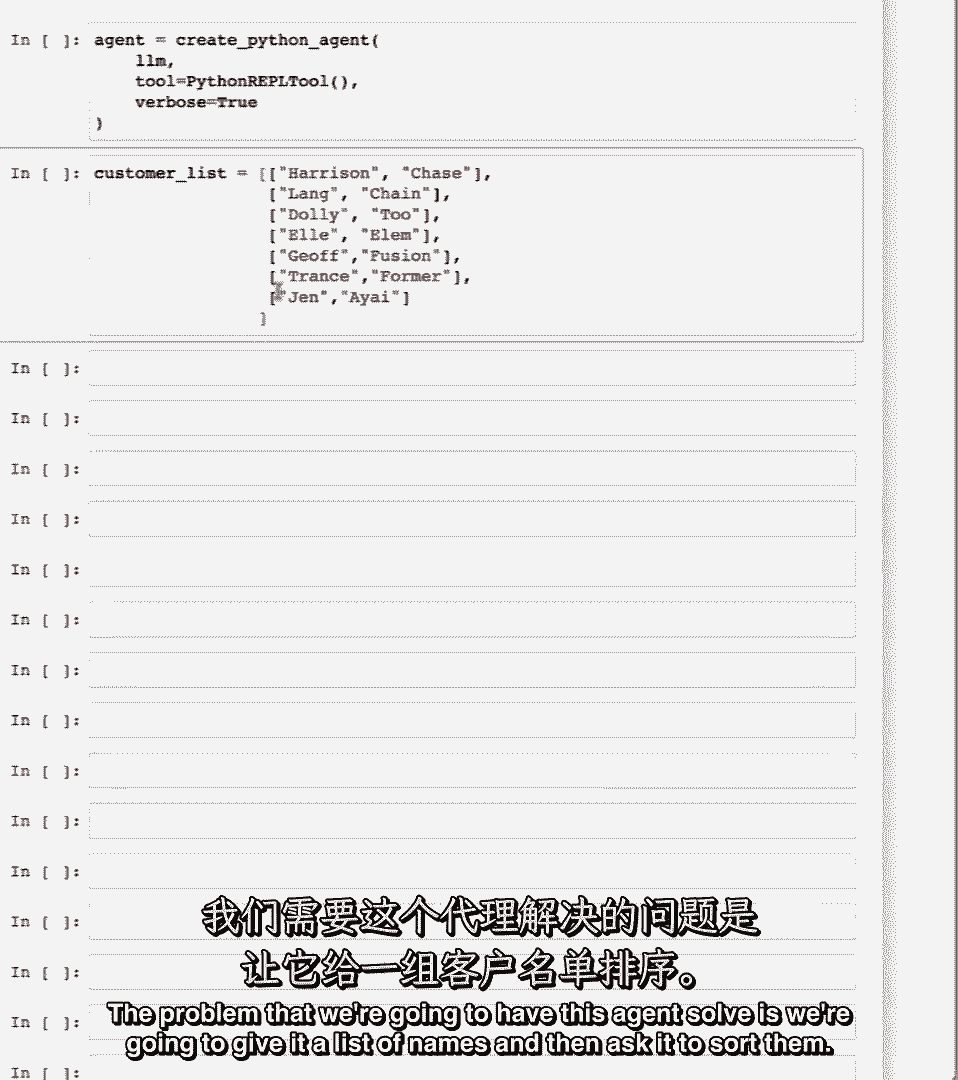 In [ ]: agent = create_python_agent(
llm,
tool=PythonREPLTool(),
verbose=True
)
In [ ]: customer_list = [["Harrison", "Chase"],
["Lang", "Chain"],
["Dolly", "Too"],
["Elle", "Elem"],
["Geoff","Fusion"],
["Trance","Former"],
["Jen","Ayai"]
]
In [ ]:
In [ ]:
In [ ]:
In [ ]:
In [ ]:
In [ ]:
In [ ]:
In [ ]:
In [ ]:
In [ ]:
In [ ]:
In [ ]:
我们需要这个代理解决的问题是
In [ ]:
让它给一组客户名单排序。
In [ ]:
The problem that we're going to have this agent solve is we're
going to give it a list of names and then ask it to sort them.
In [ ]: